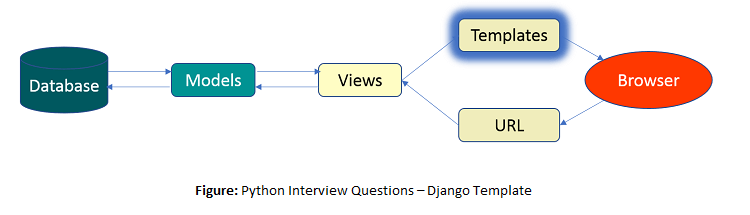 Templates
Database
Models
Views
Browser
URL
Figure: Python Interview Questions – Django Template